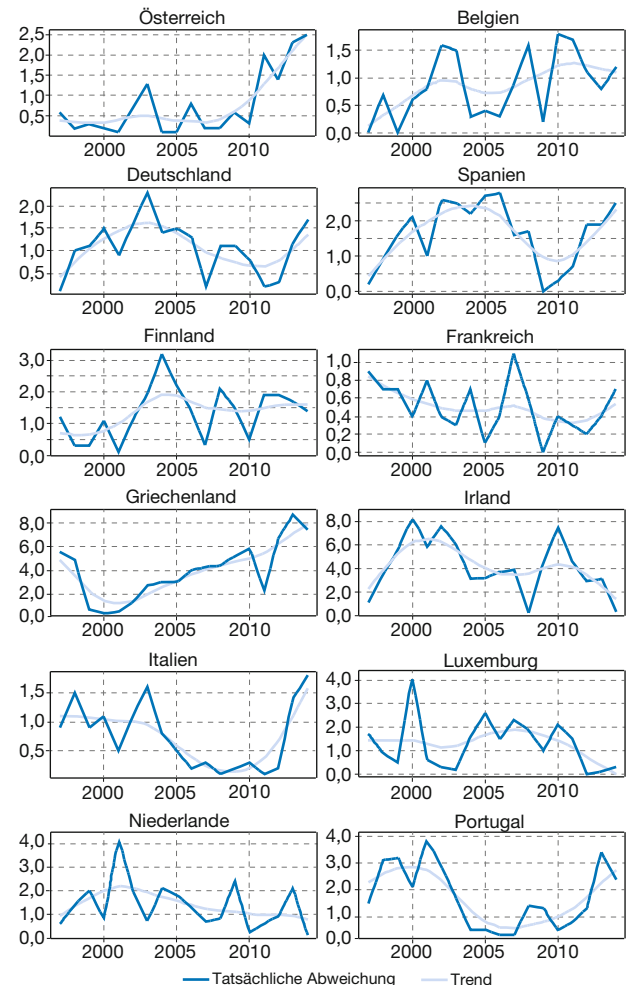 Österreich
2,5
2,0
1,5
1,0
0,5
2000 2005 2010
Belgien
1,5
1,0
0,5
0,0
2000 2005 2010
Deutschland
2,0
1,5
1,0
0,5
2000 2005 2010
Spanien
2,0
1,0
0,0
2000 2005 2010
Finnland
3,0
2,0
1,0
0,0
2000 2005 2010
Frankreich
1,0
0,8
0,6
0,4
0,2
0,0
2000 2005 2010
Griechenland
8,0
6,0
4,0
2,0
0,0
2000 2005 2010
Irland
8,0
6,0
4,0
2,0
0,0
2000 2005 2010
Italien
1,5
1,0
0,5
2000 2005 2010
Luxemburg
4,0
3,0
2,0
1,0
0,0
2000 2005 2010
Niederlande
4,0
3,0
2,0
1,0
0,0
2000 2005 2010
Portugal
4,0
3,0
2,0
1,0
0,0
2000 2005 2010
Tatsächliche Abweichung Trend